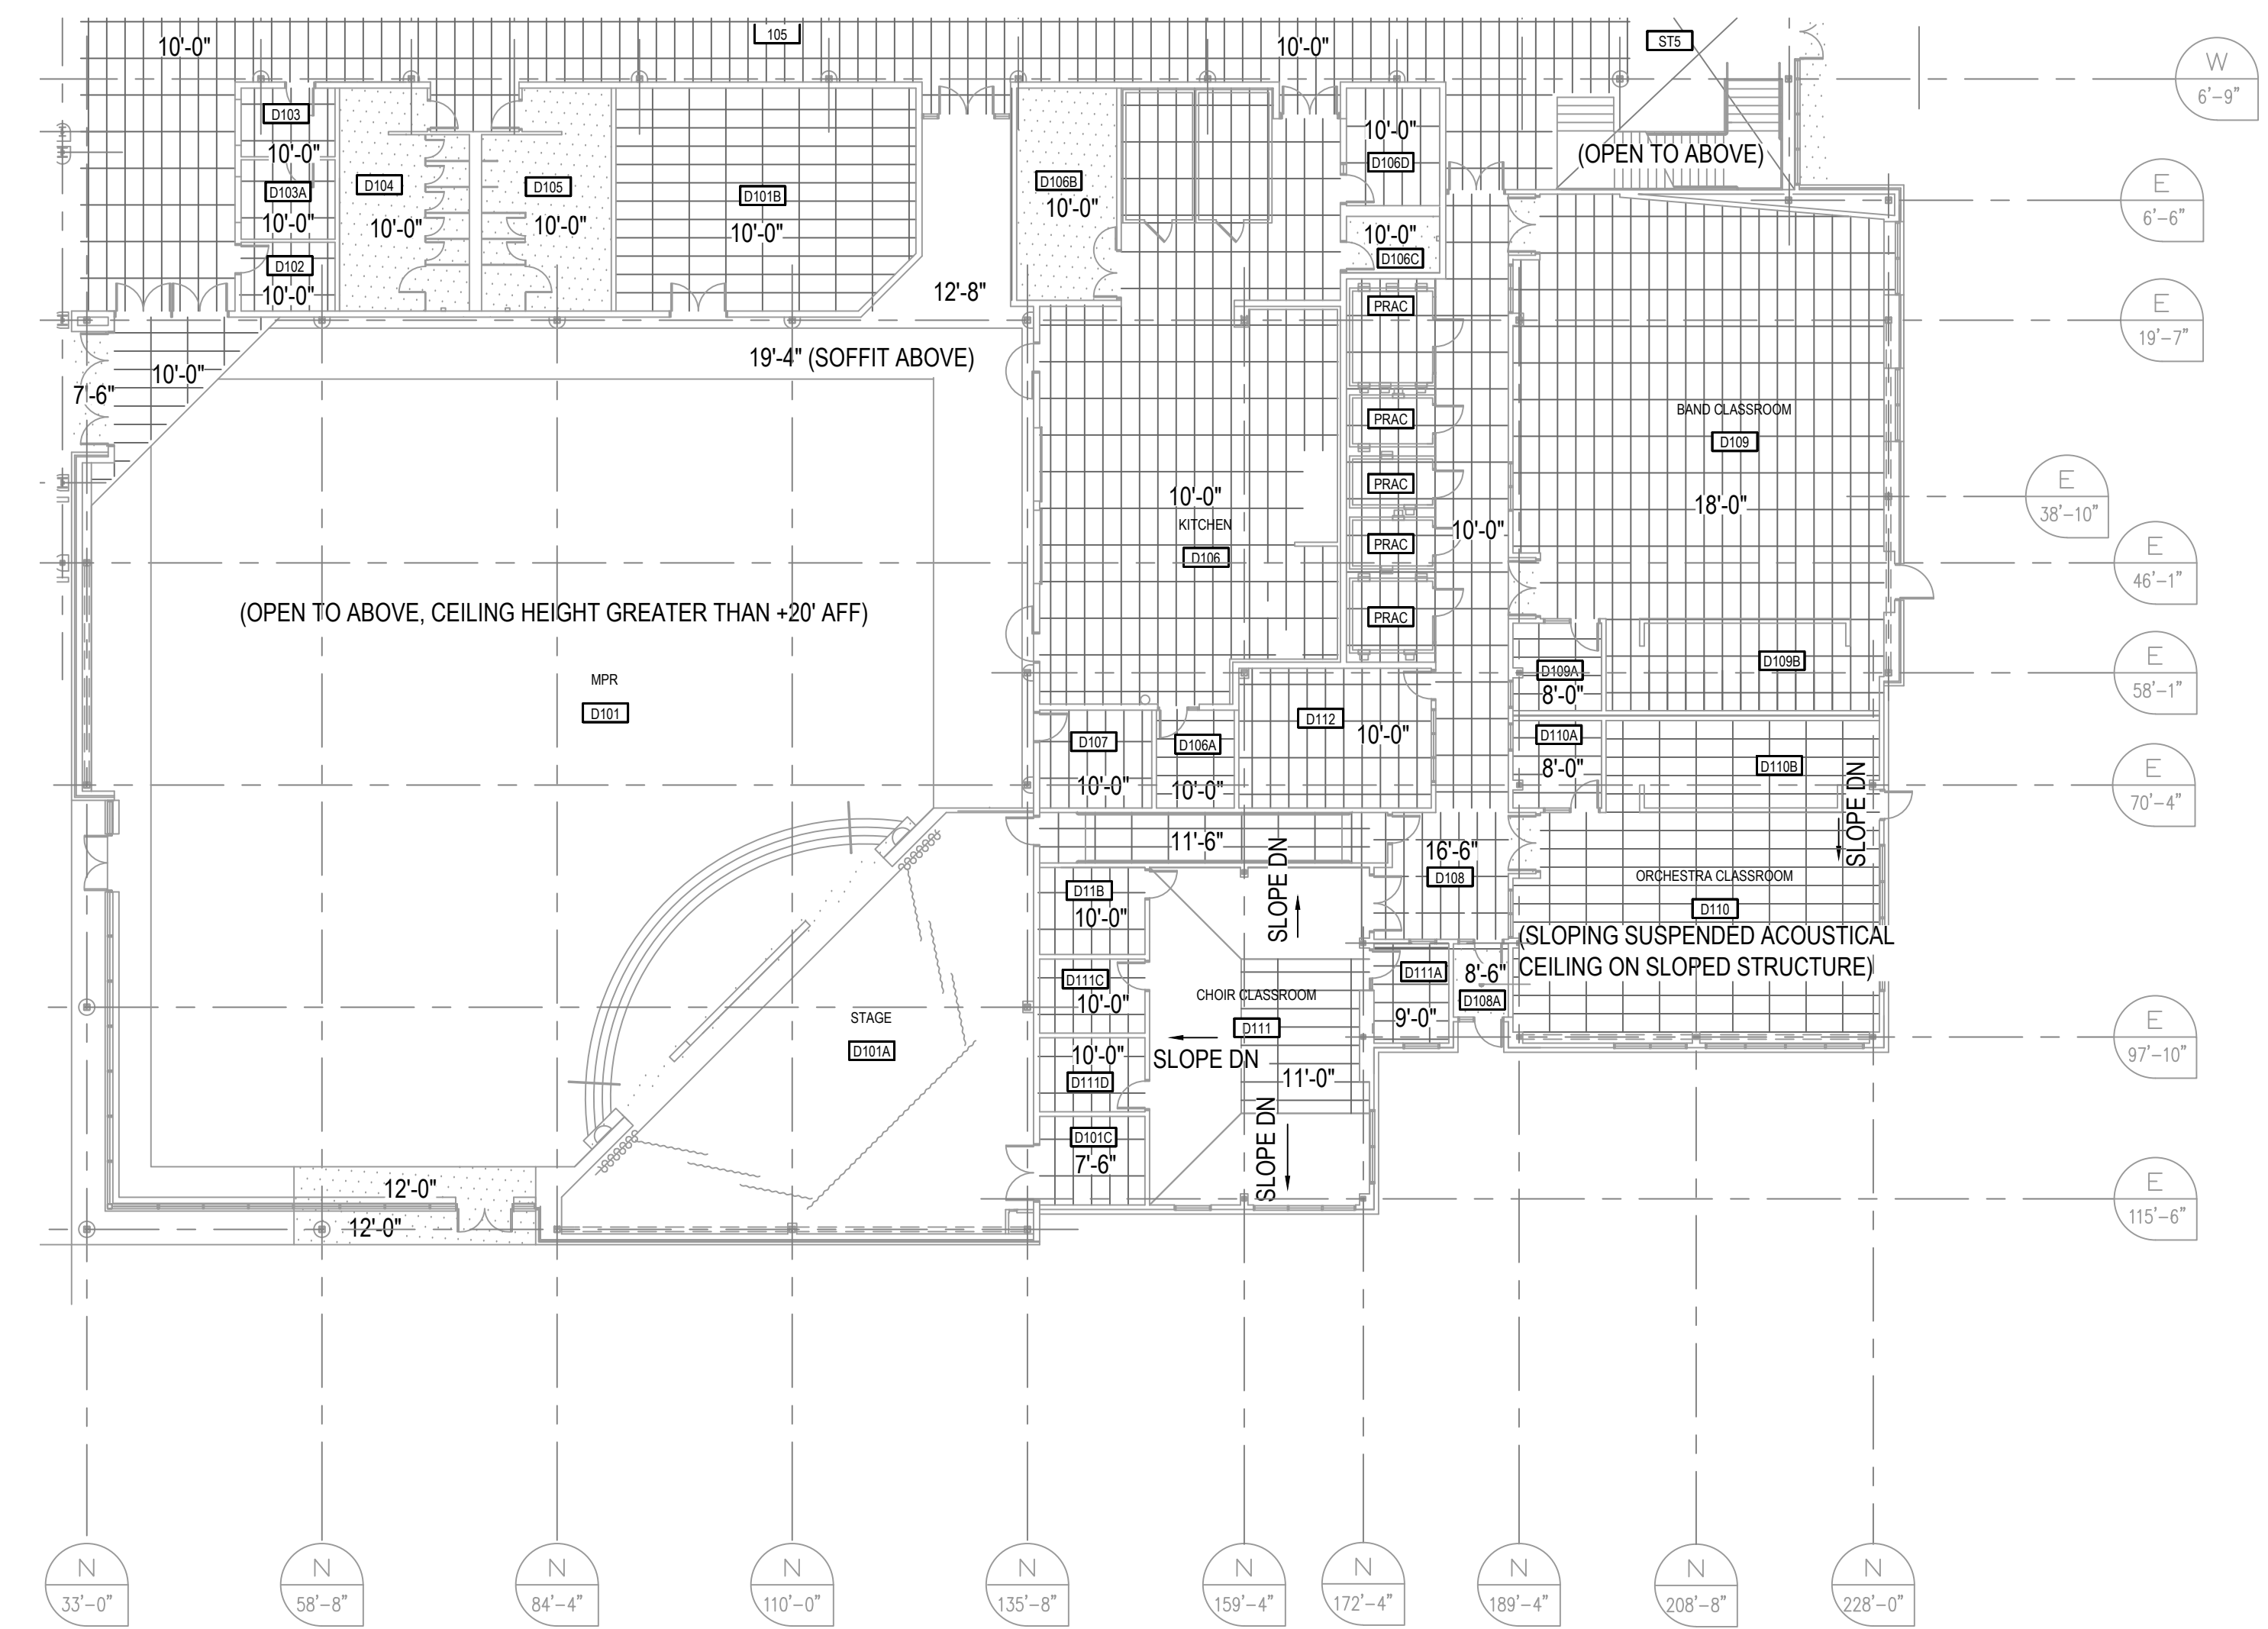 10'-0"
105
10'-0"
ST5
W
6'-9"
D103
10'-0"
D103A
10'-0"
D102
10'-0"
D104
10'-0"
D105
10'-0"
D101B
10'-0"
12'-8"
D106B
10'-0"
10'-0"
D106D
10'-0"
D106C
(OPEN TO ABOVE)
E
6'-6"
E
19'-7"
10'-0"
7'-6"
19'-4" (SOFFIT ABOVE)
PRAC
PRAC
PRAC
PRAC
PRAC
BAND CLASSROOM
D109
18'-0"
10'-0"
KITCHEN
D106
10'-0"
E
38'-10"
E
46'-1"
(OPEN TO ABOVE, CEILING HEIGHT GREATER THAN +20' AFF)
MPR
D101
D109A
8'-0"
D109B
E
58'-1"
D107
10'-0"
D106A
10'-0"
D112
10'-0"
D110A
8'-0"
D110B
SLOPE DN
E
70'-4"
11'-6"
SLOPE DN
16'-6"
D108
ORCHESTRA CLASSROOM
D110
(SLOPING SUSPENDED ACOUSTICAL
CEILING ON SLOPED STRUCTURE)
D11B
10'-0"
D111C
10'-0"
10'-0"
D111D
D101C
7'-6"
CHOIR CLASSROOM
D111
SLOPE DN
11'-0"
SLOPE DN
D111A
9'-0"
8'-6"
D108A
STAGE
D101A
E
97'-10"
E
115'-6"
12'-0"
12'-0"
N
33'-0"
N
58'-8"
N
84'-4"
N
110'-0"
N
135'-8"
N
159'-4"
N
172'-4"
N
189'-4"
N
208'-8"
N
228'-0"